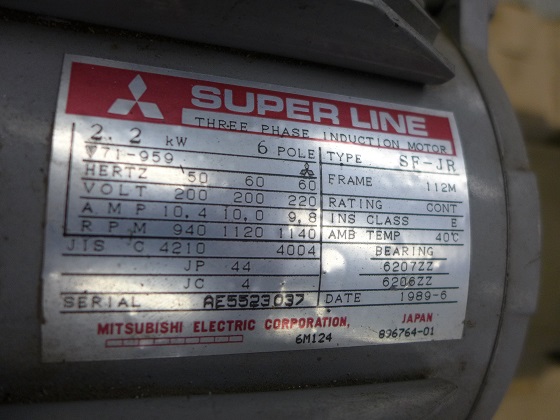 SUPER LINE
THREE PHASE INDUCTION MOTOR
2.2 kW 6 POLE TYPE SF-JR
▽71-959 FRAME 112M
HERTZ 50 60 60
VOLT 200 200 220 RATING CONT
AMP 10.4 10.0 9.8 INS CLASS E
RPM 940 1120 1140 AMB TEMP 40℃
JIS C 4210 4004 BEARING
JP 44 6207ZZ
JC 4 6206ZZ
SERIAL AE5523037 DATE 1989-6
MITSUBISHI ELECTRIC CORPORATION, JAPAN
6M124 896764-01